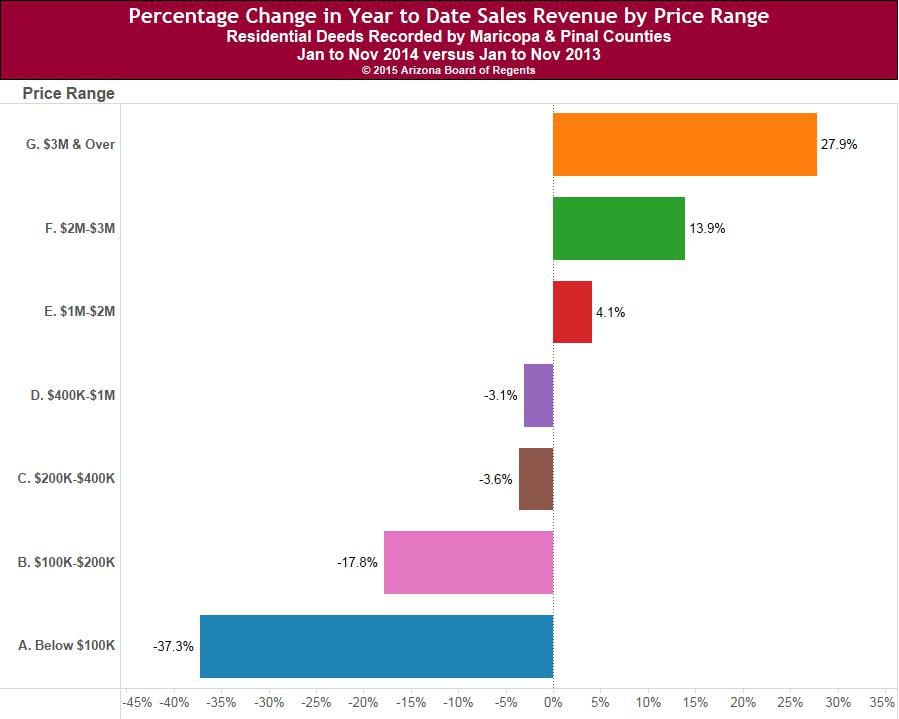 Percentage Change in Year to Date Sales Revenue by Price Range
Residential Deeds Recorded by Maricopa & Pinal Counties
Jan to Nov 2014 versus Jan to Nov 2013
© 2015 Arizona Board of Regents
Price Range
G. $3M & Over 27.9%
F. $2M-$3M 13.9%
E. $1M-$2M 4.1%
D. $400K-$1M -3.1%
C. $200K-$400K -3.6%
B. $100K-$200K -17.8%
A. Below $100K -37.3%
-45% -40% -35% -30% -25% -20% -15% -10% -5% 0% 5% 10% 15% 20% 25% 30% 35%